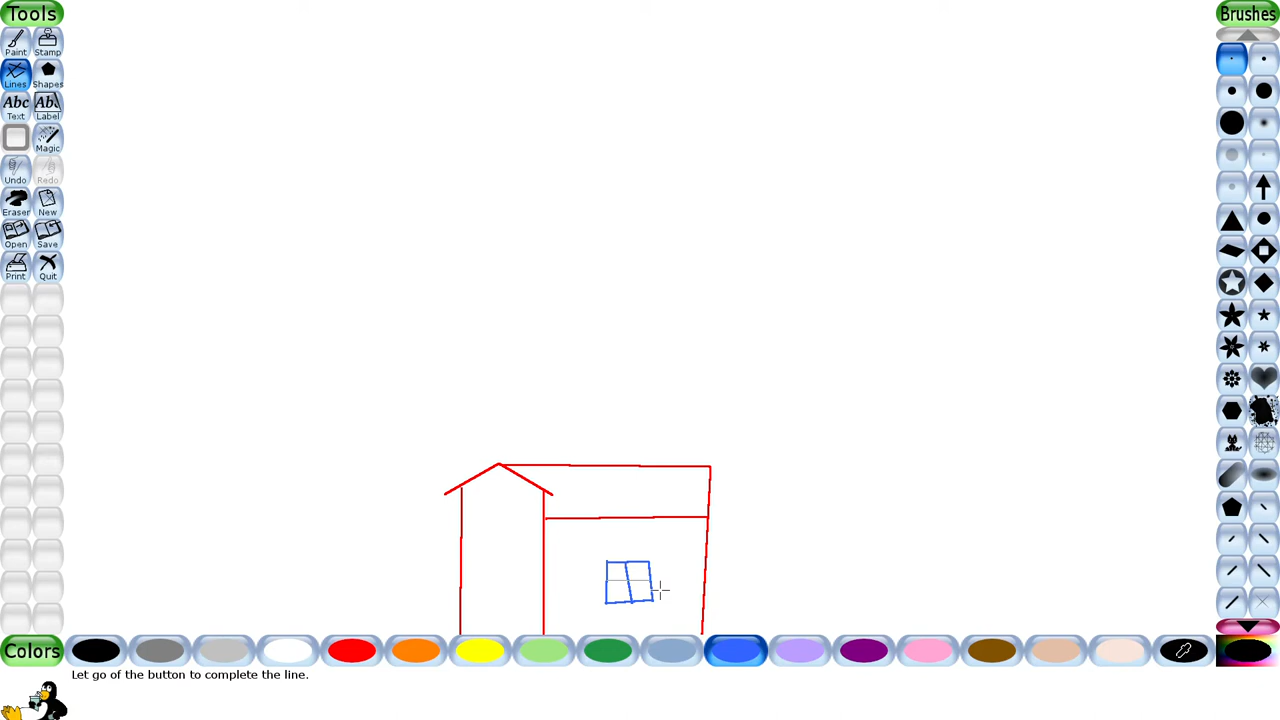 Tools
Brushes
Paint Stamp
Lines Shapes
Abc Abc
Text Label
Magic
Undo Redo
Eraser New
Open Save
Print Quit
Colors
Let go of the button to complete the line.